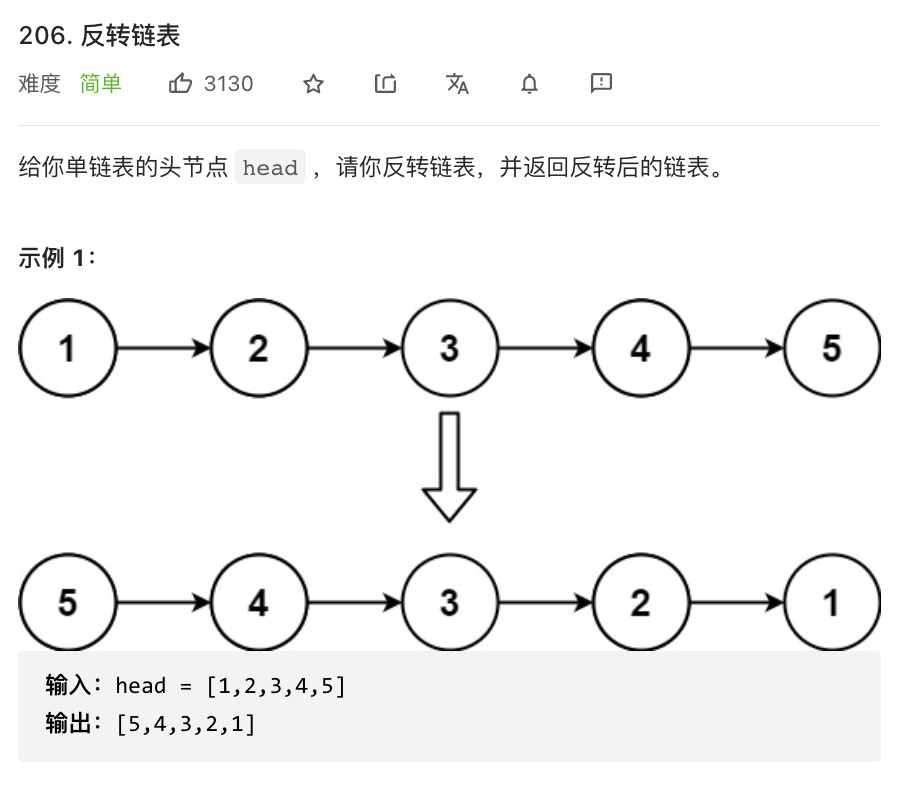 206. 反转链表
难度 简单 3130
给你单链表的头节点 head ，请你反转链表，并返回反转后的链表。
示例 1：
1 2 3 4 5
5 4 3 2 1
输入：head = [1,2,3,4,5]
输出：[5,4,3,2,1]